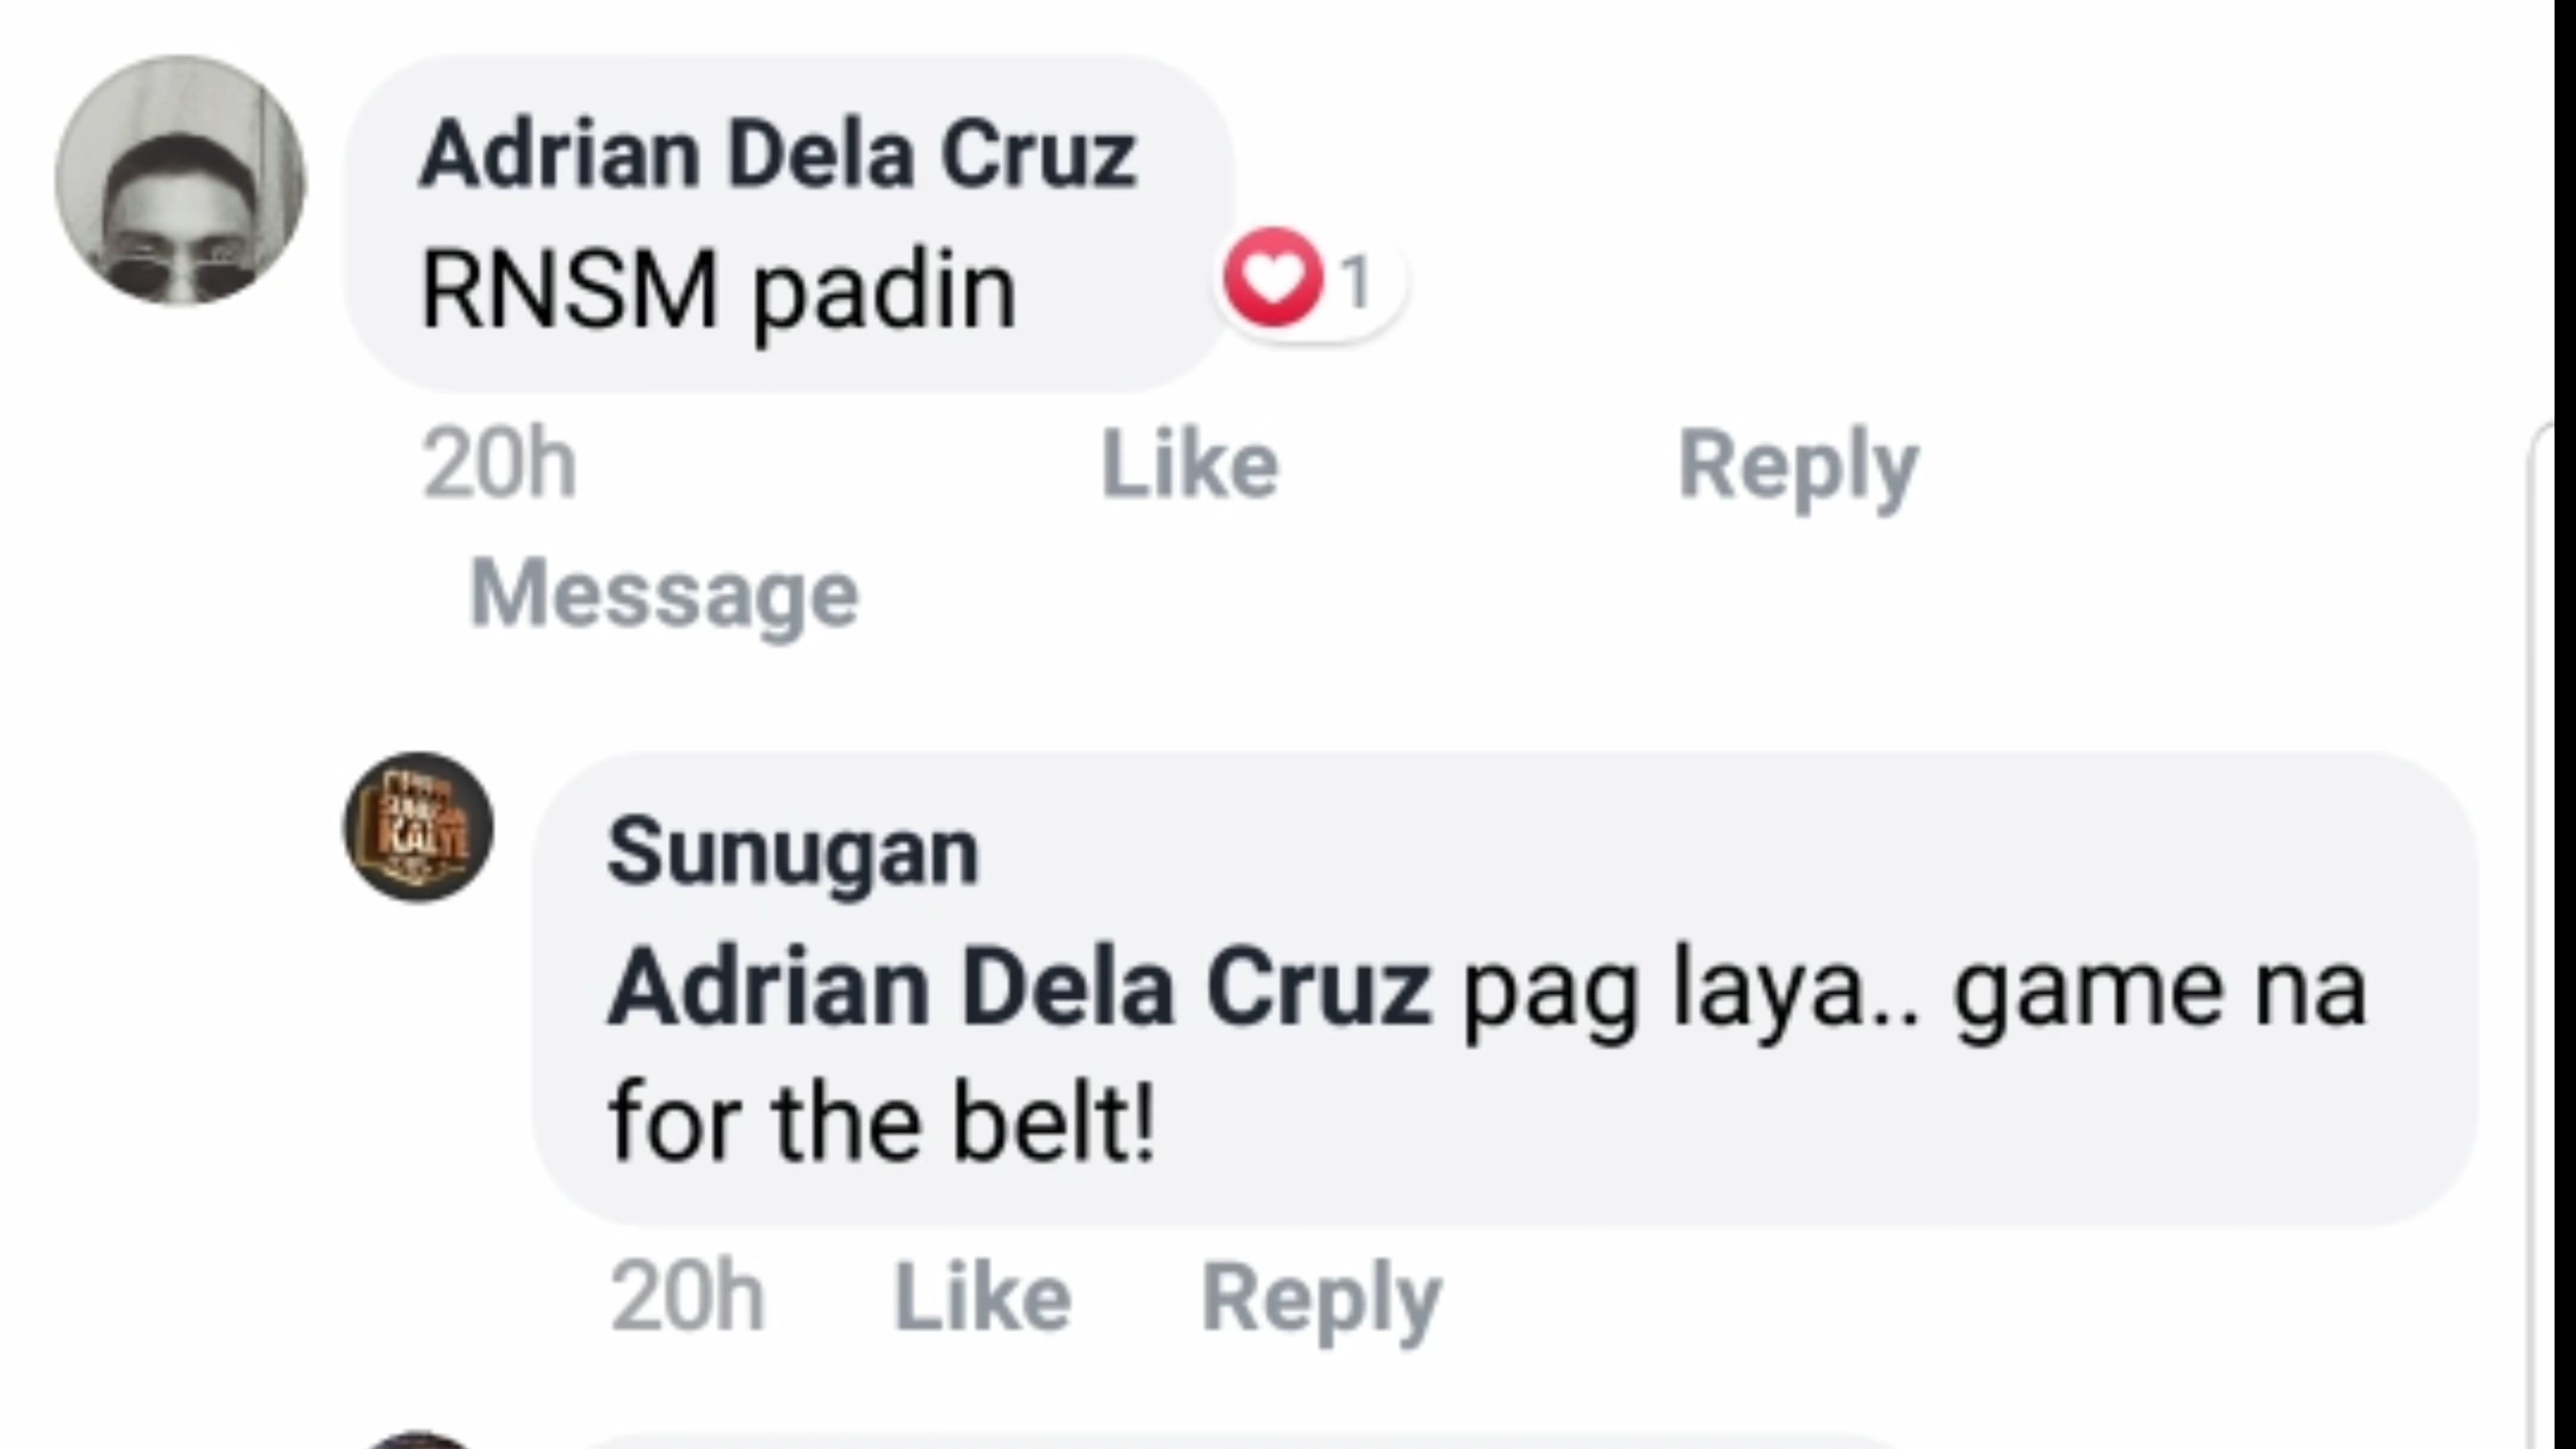 Adrian Dela Cruz
RNSM padin
1
20h Like Reply
Message
KALYE
Sunugan
Adrian Dela Cruz pag laya.. game na
for the belt!
20h Like Reply